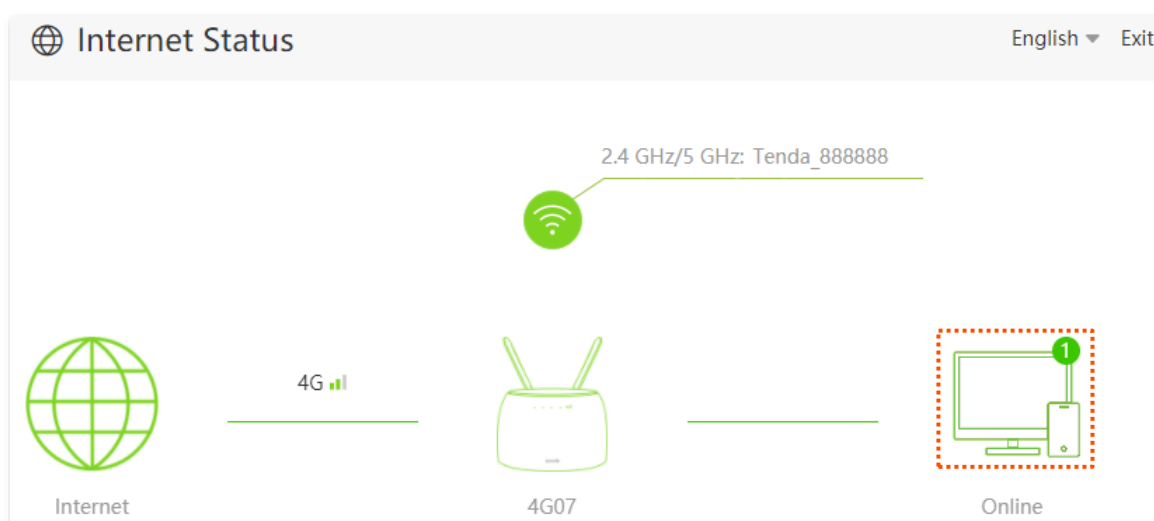 Internet Status
English Exit
2.4 GHz/5 GHz: Tenda_888888
1
4G
Internet
4G07
Online